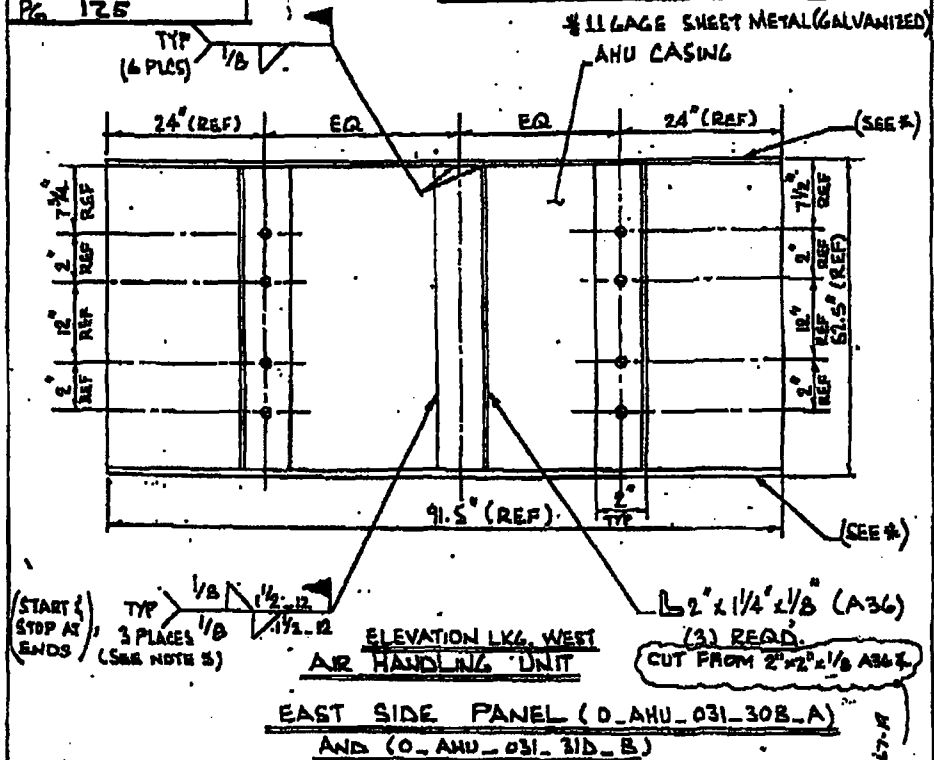 PG. 125
TYP
(6 PLCS)
1/8
#11 GAGE SHEET METAL (GALVANIZED)
AHU CASING
24" (REF)
EQ
EQ
24" (REF)
(SEE *)
7 3/4"
REF
2"
REF
12"
REF
2"
REF
7 1/2"
REF
2"
REF
12"
REF
2"
REF
52.5" (REF)
2"
TYP
91.5" (REF)
(SEE *)
(START &
STOP AT
ENDS)
TYP
3 PLACES
(SEE NOTE 3)
1/8
1/8
1 1/2-12
1 1/2-12
L 2" x 1 1/4" x 1/8" (A36)
(3) REQD.
CUT FROM 2"x2"x1/8 A36 L
ELEVATION LKG. WEST
AIR HANDLING UNIT
EAST SIDE PANEL (0_AHU_031_30B_A)
AND (0_AHU_031_31D_B)